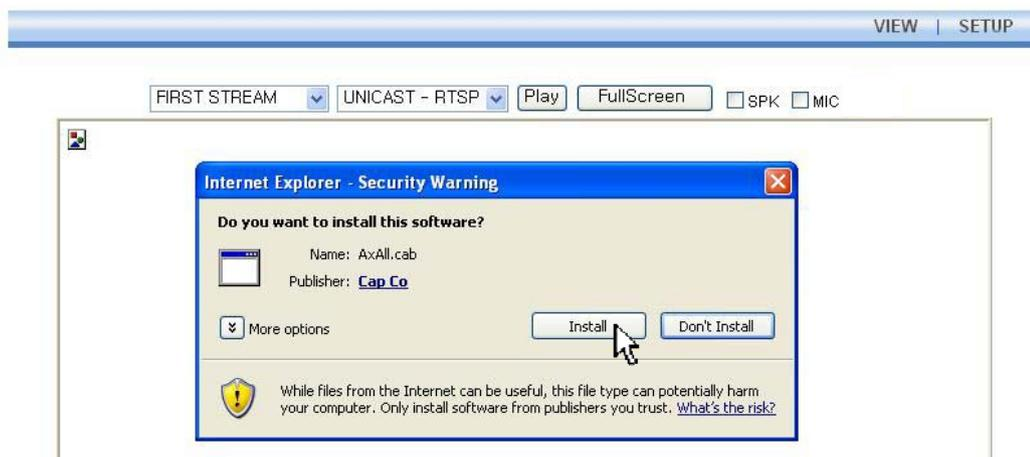 VIEW | SETUP
FIRST STREAM UNICAST - RTSP Play FullScreen SPK MIC
Internet Explorer - Security Warning
Do you want to install this software?
Name: AxAll.cab
Publisher: Cap Co
More options Install Don't Install
While files from the Internet can be useful, this file type can potentially harm
your computer. Only install software from publishers you trust. What's the risk?